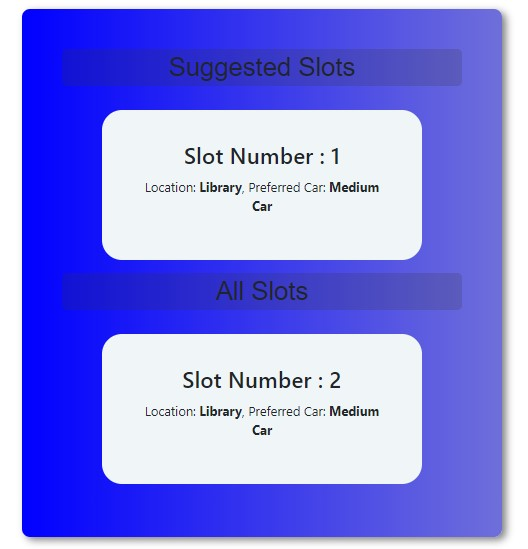 Suggested Slots
Slot Number : 1
Location: Library, Preferred Car: Medium
Car
All Slots
Slot Number : 2
Location: Library, Preferred Car: Medium
Car